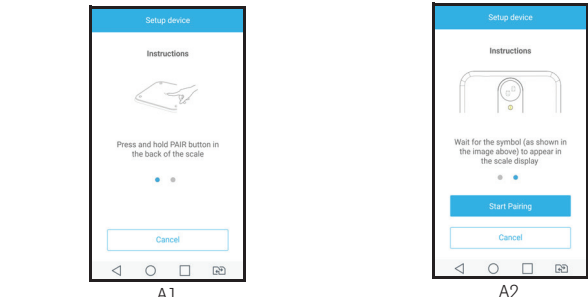 Setup device
Instructions
Press and hold PAIR button in
the back of the scale
Cancel
A1
Setup device
Instructions
Wait for the symbol (as shown in
the image above) to appear in
the scale display
Start Pairing
Cancel
A2